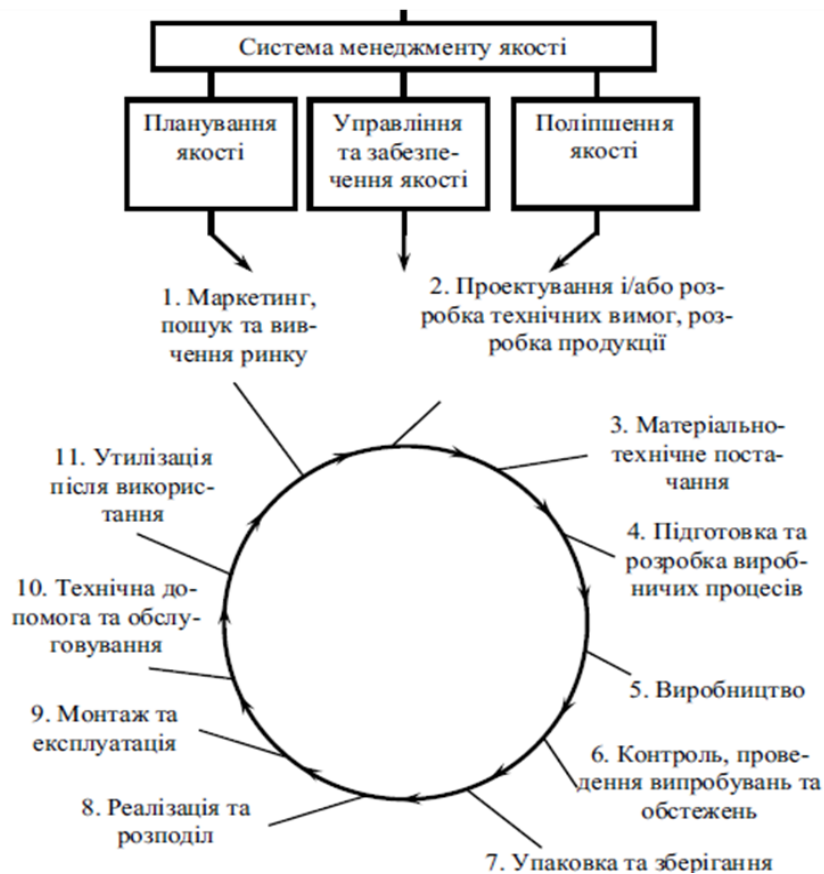 Система менеджменту якості
Планування
якості
Управління
та забезпе-
чення якості
Поліпшення
якості
1. Маркетинг,
пошук та вив-
чення ринку
2. Проектування і/або роз-
робка технічних вимог, роз-
робка продукції
3. Матеріально-
технічне поста-
чання
4. Підготовка та
розробка вироб-
ничих процесів
5. Виробництво
6. Контроль, прове-
дення випробувань та
обстежень
7. Упаковка та зберігання
8. Реалізація та
розподіл
9. Монтаж та
експлуатація
10. Технічна до-
помога та обслу-
говування
11. Утилізація
після викорис-
тання